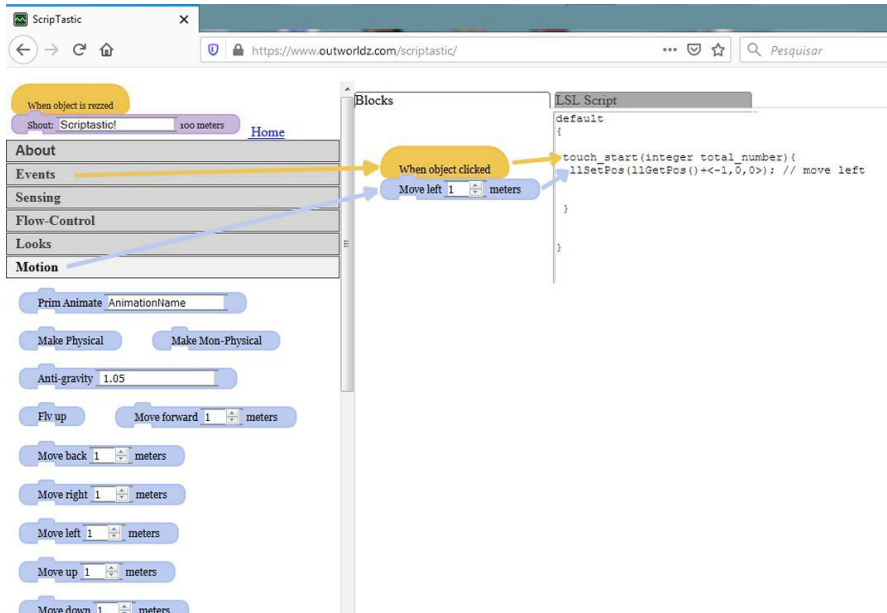 ScripTastic
https://www.outworldz.com/scriptastic/
Pesquisar
When object is rezzed
Shout: Scriptastic! 100 meters
Home
About
Events
Sensing
Flow-Control
Looks
Motion
Prim Animate AnimationName
Make Physical Make Mon-Physical
Anti-gravity 1.05
Fly up Move forward 1 meters
Move back 1 meters
Move right 1 meters
Move left 1 meters
Move up 1 meters
Move down 1 meters
Blocks
When object clicked
Move left 1 meters
LSL Script
default
{
touch_start(integer total_number){
llSetPos(llGetPos()+<-1,0,0>); // move left
}
}